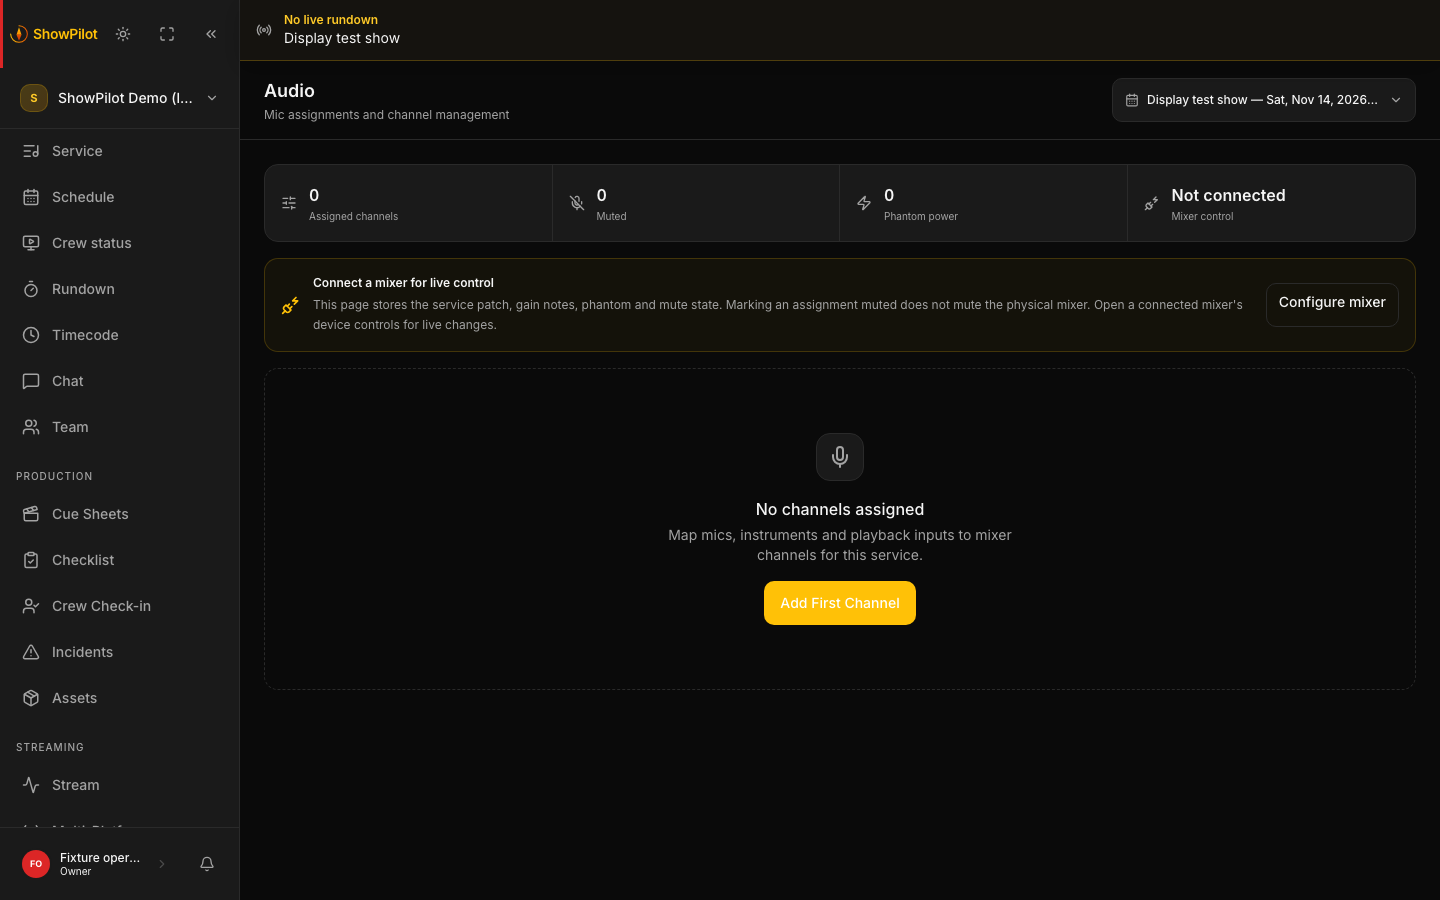 ShowPilot
S
ShowPilot Demo (I...
Service
Schedule
Crew status
Rundown
Timecode
Chat
Team
PRODUCTION
Cue Sheets
Checklist
Crew Check-in
Incidents
Assets
STREAMING
Stream
FO
Fixture oper...
Owner
No live rundown
Display test show
Audio
Mic assignments and channel management
Display test show — Sat, Nov 14, 2026...
0
Assigned channels
0
Muted
0
Phantom power
Not connected
Mixer control
Connect a mixer for live control
This page stores the service patch, gain notes, phantom and mute state. Marking an assignment muted does not mute the physical mixer. Open a connected mixer's
device controls for live changes.
Configure mixer
No channels assigned
Map mics, instruments and playback inputs to mixer
channels for this service.
Add First Channel